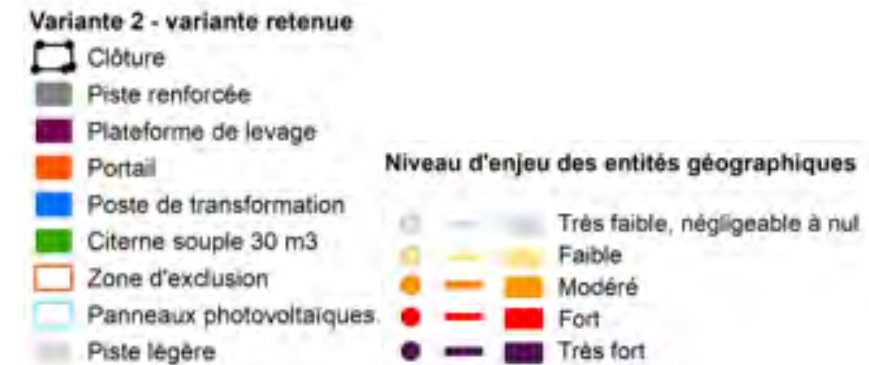 Variante 2 - variante retenue
Clôture
Piste renforcée
Plateforme de levage
Portail
Poste de transformation
Citerne souple 30 m3
Zone d'exclusion
Panneaux photovoltaïques
Piste légère
Niveau d'enjeu des entités géographiques
Très faible, négligeable à nul
Faible
Modéré
Fort
Très fort